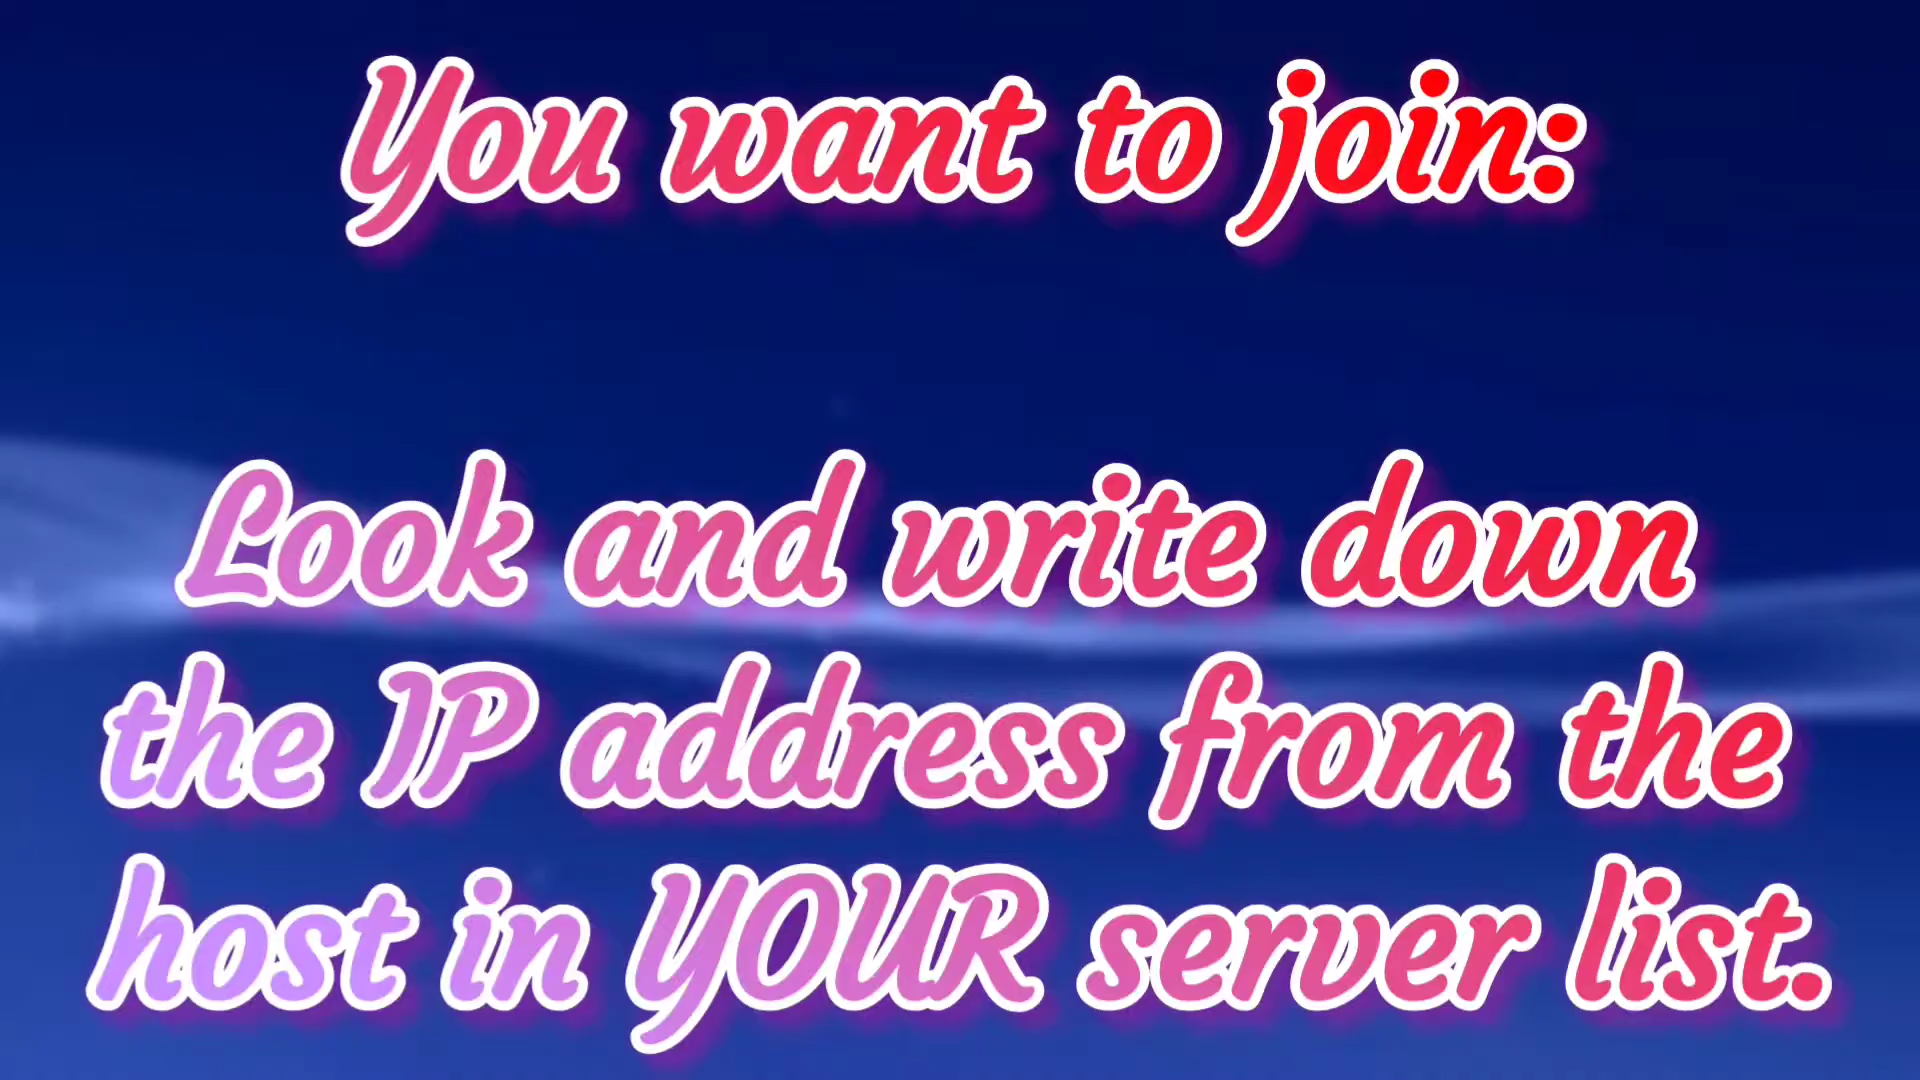 You want to join:
Look and write down
the IP address from the
host in YOUR server list.